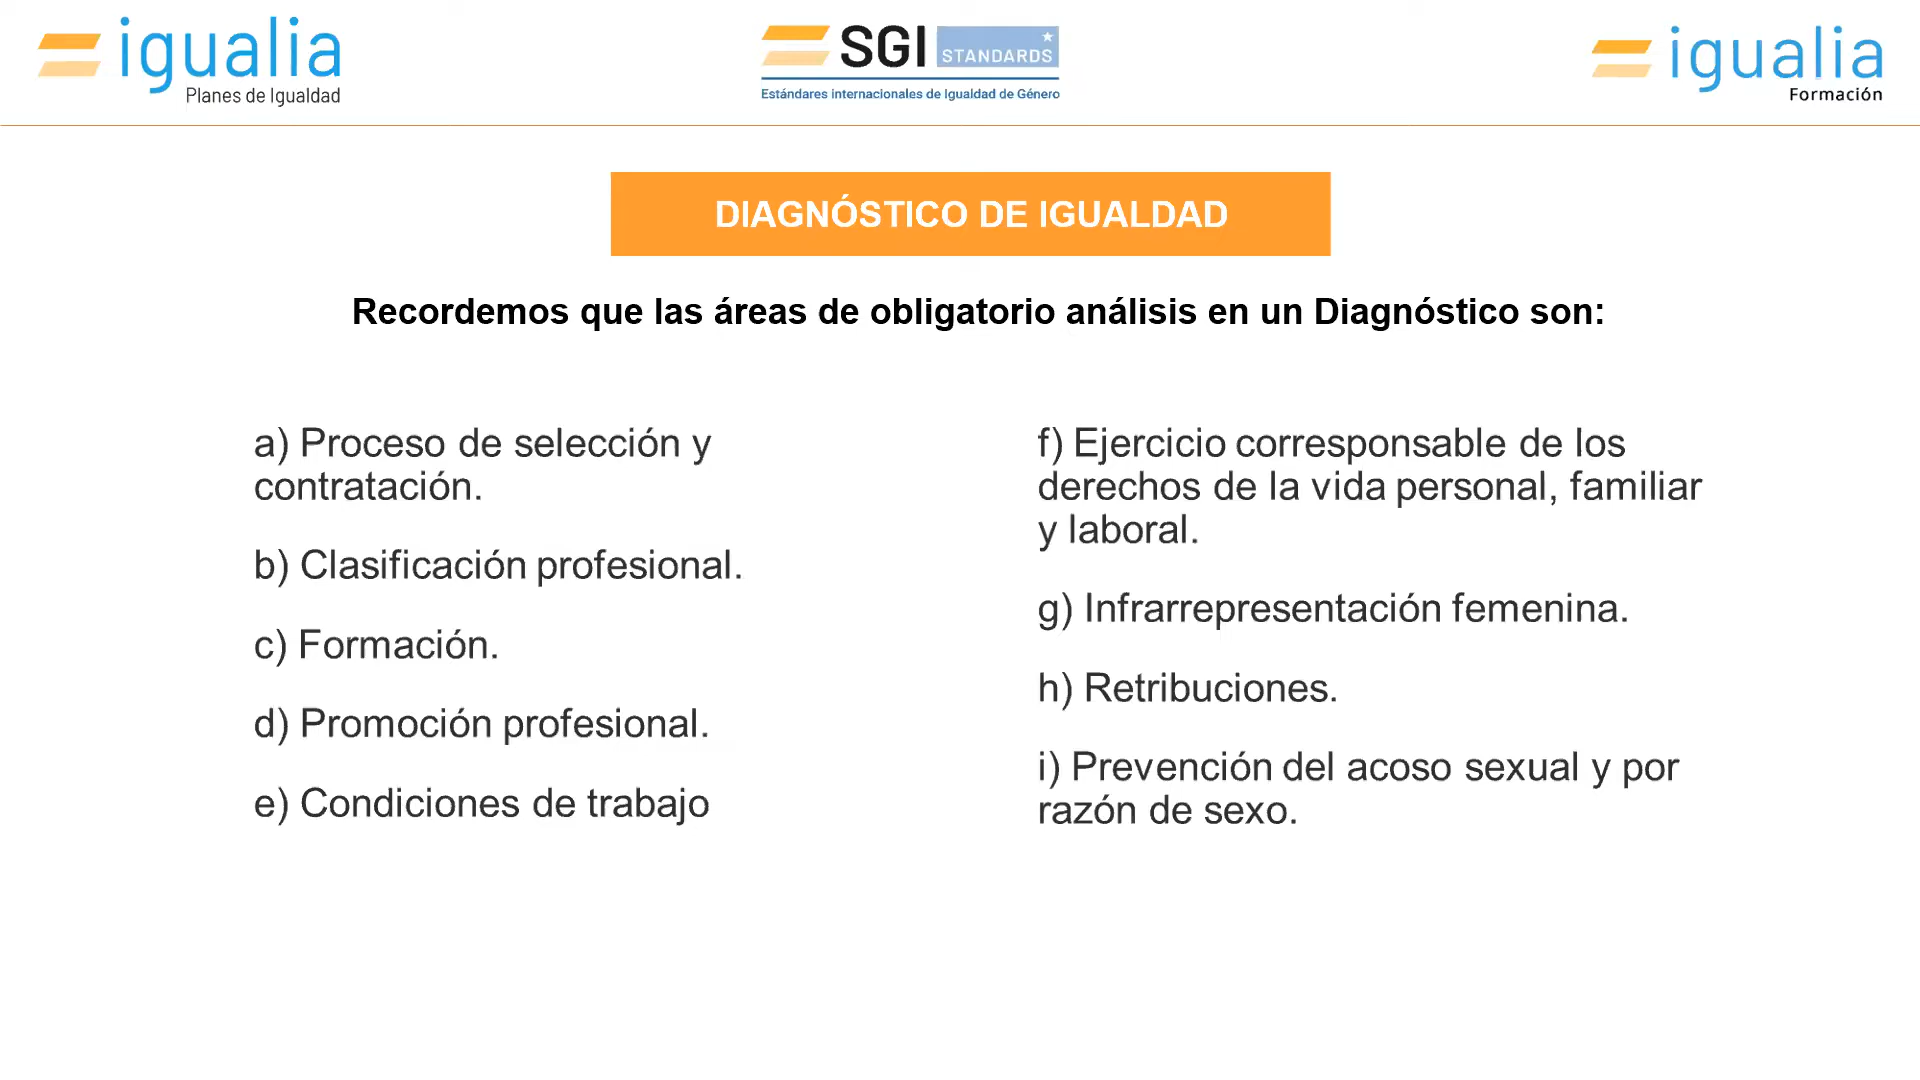 igualia
Planes de Igualdad
SGI STANDARDS
Estándares internacionales de Igualdad de Género
igualia
Formación
DIAGNÓSTICO DE IGUALDAD
Recordemos que las áreas de obligatorio análisis en un Diagnóstico son:
a) Proceso de selección y
contratación.
b) Clasificación profesional.
c) Formación.
d) Promoción profesional.
e) Condiciones de trabajo
f) Ejercicio corresponsable de los
derechos de la vida personal, familiar
y laboral.
g) Infrarrepresentación femenina.
h) Retribuciones.
i) Prevención del acoso sexual y por
razón de sexo.